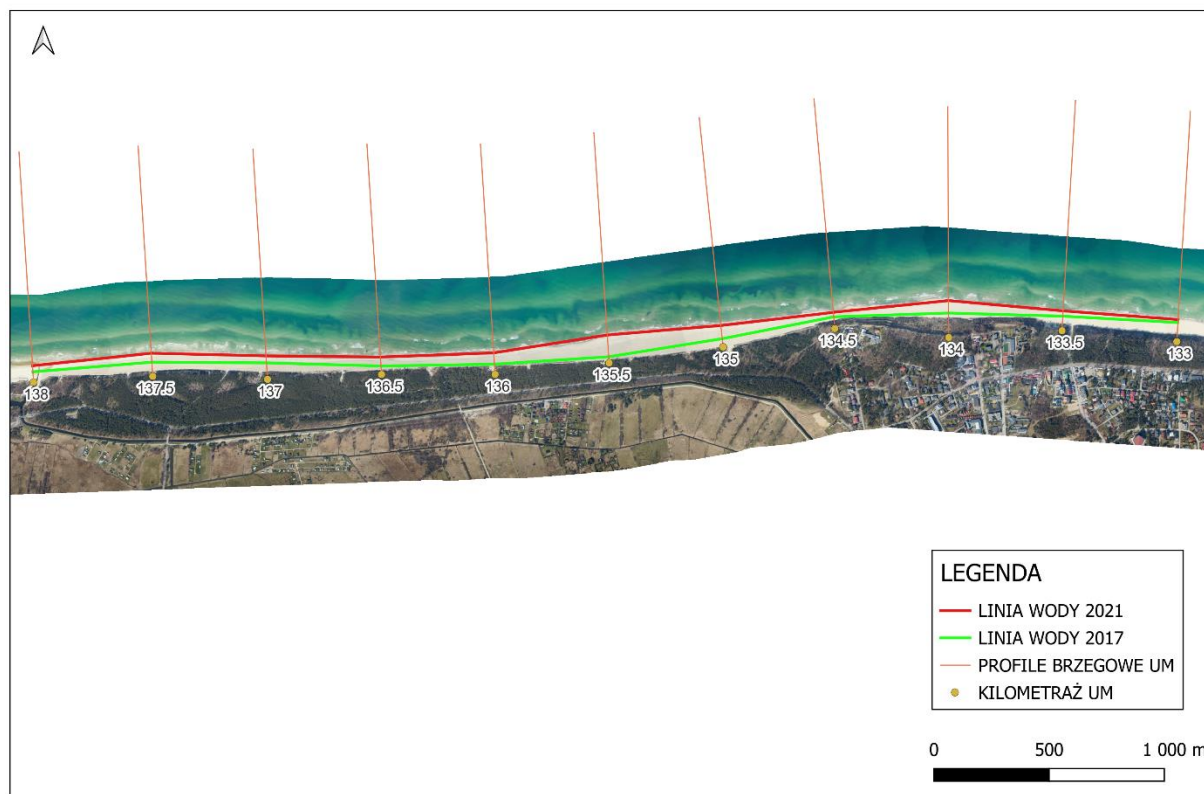 138
137.5
137
136.5
136
135.5
135
134.5
134
133.5
133
LEGENDA
LINIA WODY 2021
LINIA WODY 2017
PROFILE BRZEGOWE UM
KILOMETRAŻ UM
0 500 1 000 m